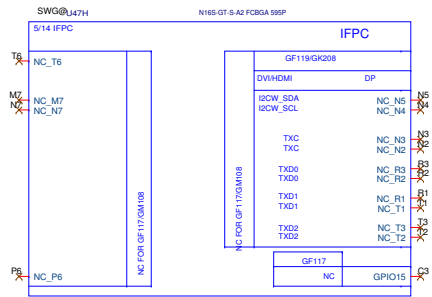 SWG@U47H N16S-GT-S-A2 FCBGA 595P
5/14 IFPC IFPC
T6 NC_T6
GF119/GK208
DVI/HDMI DP
M7 NC_M7
N7 NC_N7
I2CW_SDA NC_N5 N5
I2CW_SCL NC_N4 N4
TXC NC_N3 N3
TXC NC_N2 N2
TXD0 NC_R3 R3
TXD0 NC_R2 R2
TXD1 NC_R1 R1
TXD1 NC_T1 T1
TXD2 NC_T3 T3
TXD2 NC_T2 T2
NC FOR GF117/GM108
NC FOR GF117/GM108
GF117
P6 NC_P6
NC GPIO15 C3